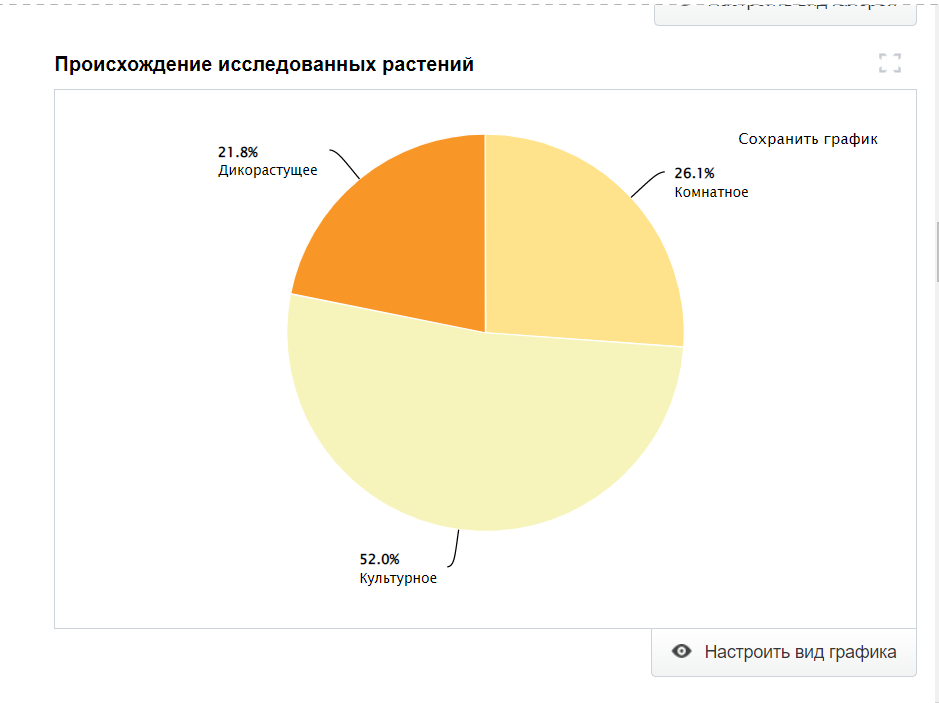 Происхождение исследованных растений
Сохранить график
21.8%
Дикорастущее
26.1%
Комнатное
52.0%
Культурное
Настроить вид графика